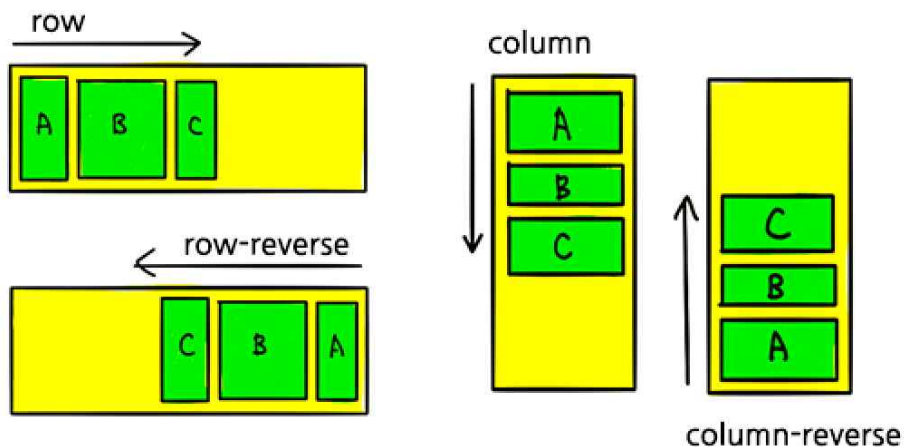 row
A B C
row-reverse
C B A
column
A
B
C
C
B
A
column-reverse